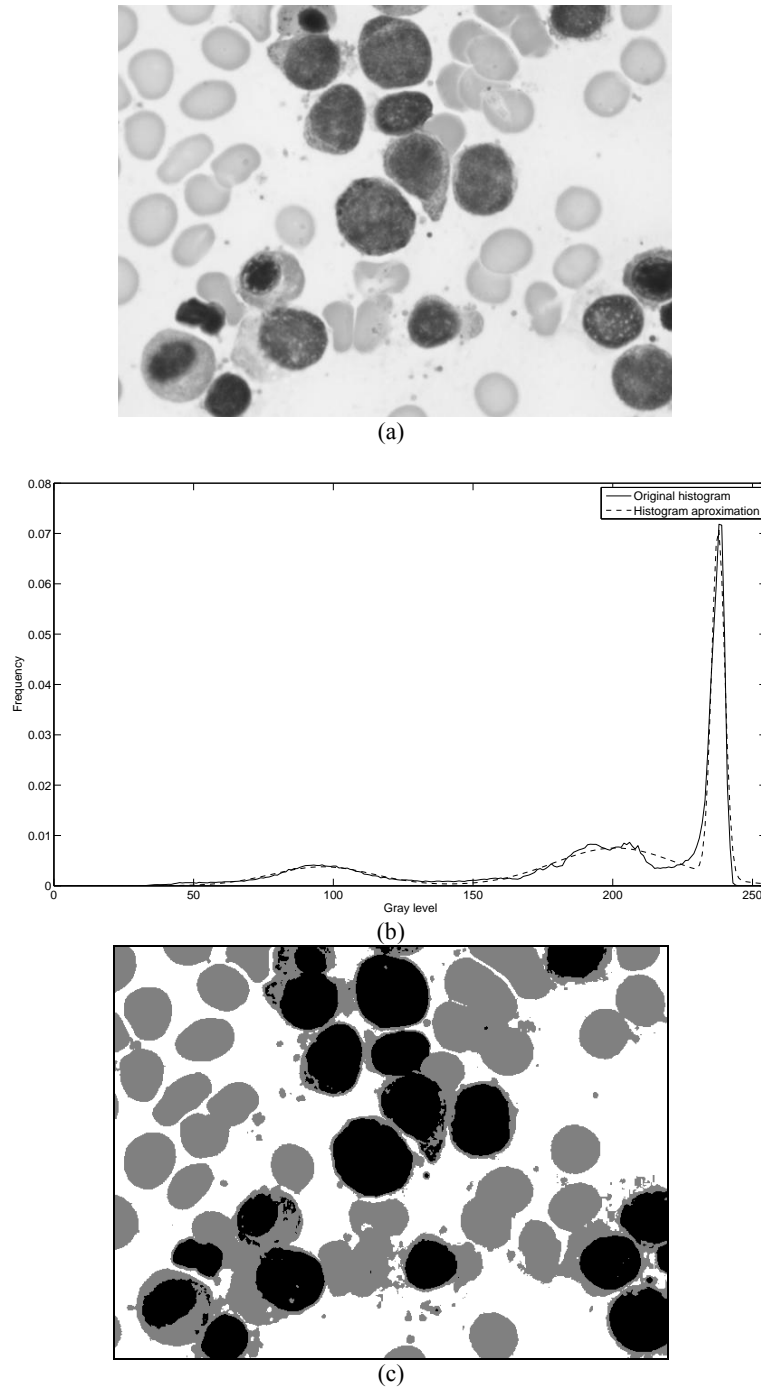 (a)
0.08
0.07
0.06
0.05
0.04
0.03
0.02
0.01
0
Frequency
Original histogram
Histogram aproximation
0 50 100 150 200 250
Gray level
(b)
(c)